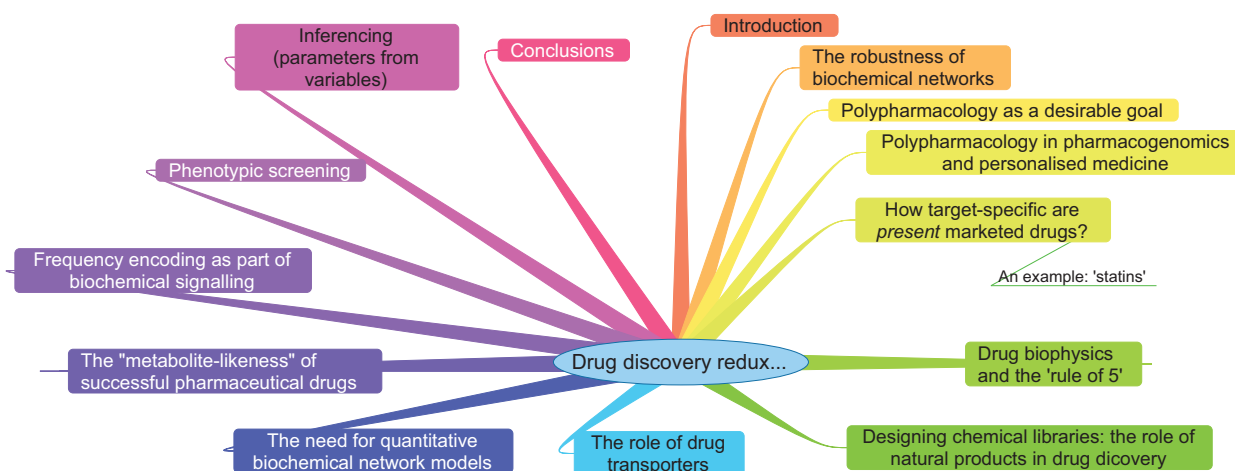 Introduction
The robustness of
biochemical networks
Polypharmacology as a desirable goal
Polypharmacology in pharmacogenomics
and personalised medicine
How target-specific are
present marketed drugs?
An example: 'statins'
Drug biophysics
and the 'rule of 5'
Designing chemical libraries: the role of
natural products in drug dicovery
The role of drug
transporters
The need for quantitative
biochemical network models
The "metabolite-likeness" of
successful pharmaceutical drugs
Frequency encoding as part of
biochemical signalling
Phenotypic screening
Inferencing
(parameters from
variables)
Conclusions
Drug discovery redux...